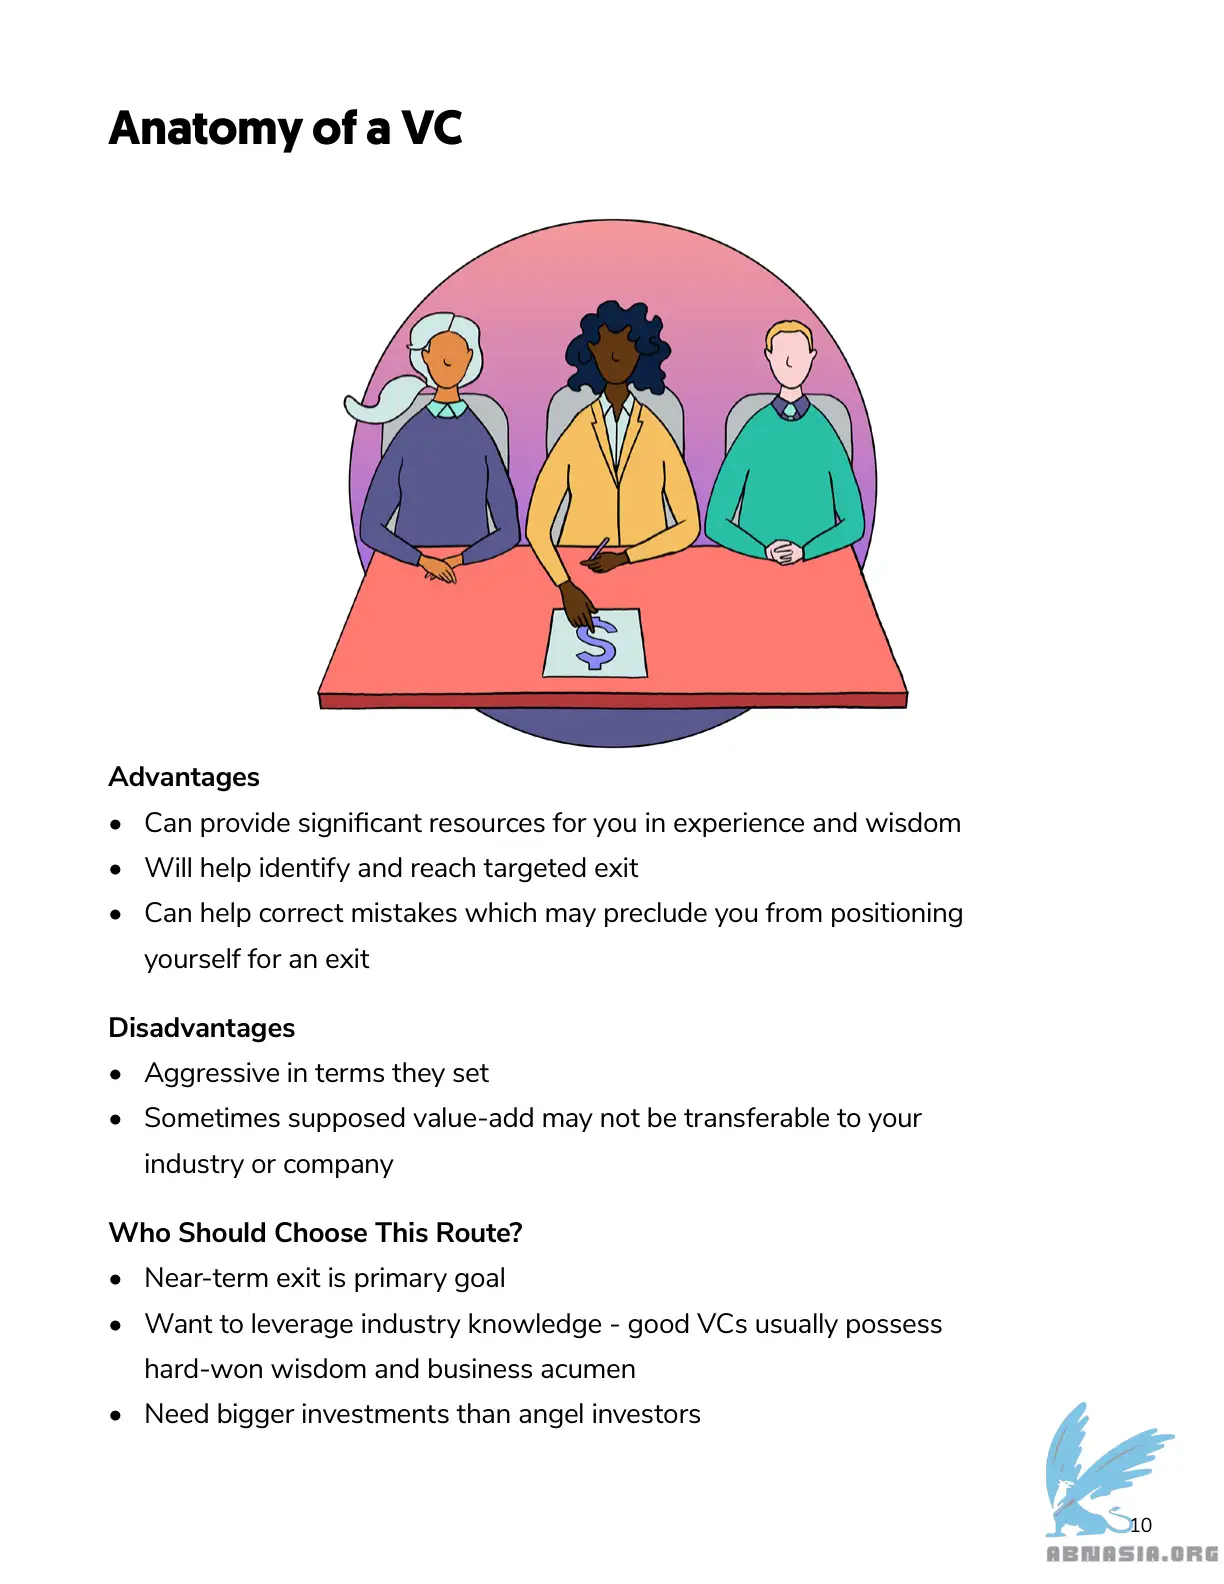 Anatomy of a VC
$
Advantages
• Can provide significant resources for you in experience and wisdom
• Will help identify and reach targeted exit
• Can help correct mistakes which may preclude you from positioning
yourself for an exit
Disadvantages
• Aggressive in terms they set
• Sometimes supposed value-add may not be transferable to your
industry or company
Who Should Choose This Route?
• Near-term exit is primary goal
• Want to leverage industry knowledge - good VCs usually possess
hard-won wisdom and business acumen
• Need bigger investments than angel investors
10
ABNASIA.ORG